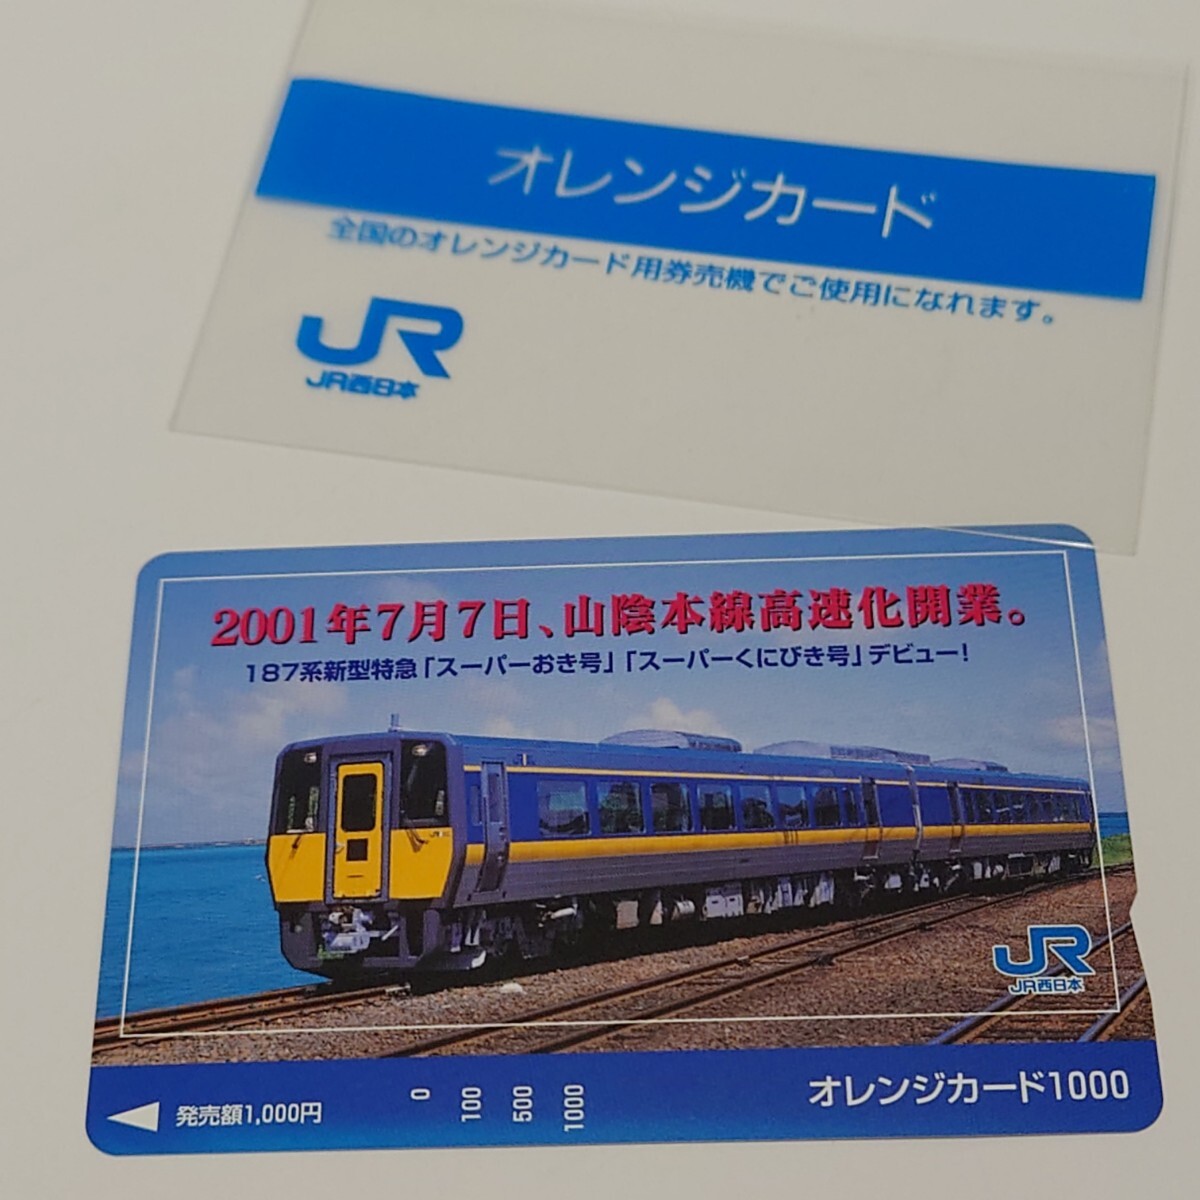 オレンジカード
全国のオレンジカード用券売機でご使用になれます。
JR
JR西日本
2001年7月7日、山陰本線高速化開業。
187系新型特急「スーパーおき号」「スーパーくにびき号」デビュー!
JR
JR西日本
発売額1,000円
0
100
500
1000
オレンジカード1000